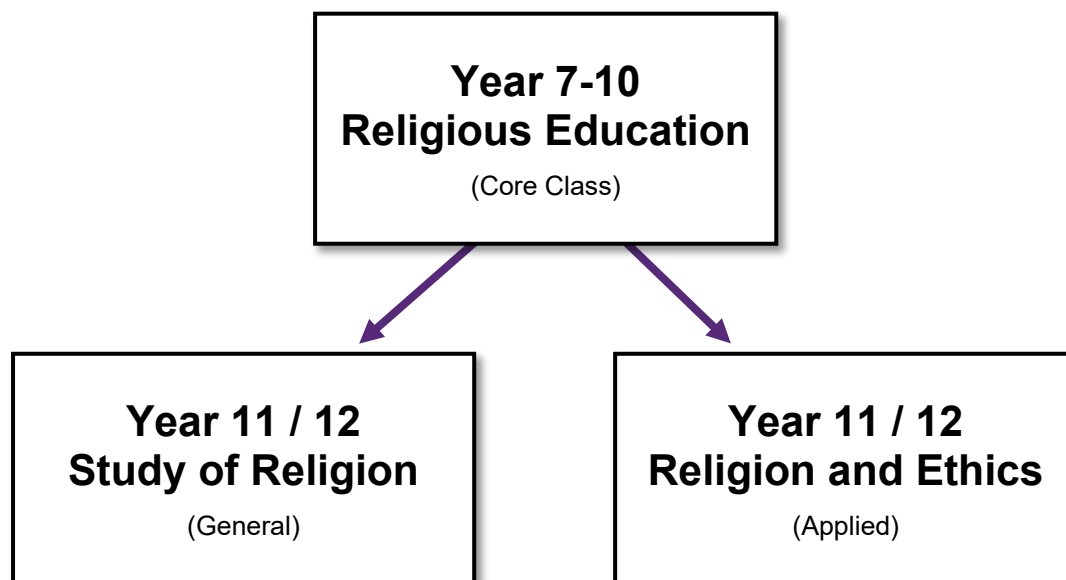 Year 7-10
Religious Education
(Core Class)
Year 11 / 12
Study of Religion
(General)
Year 11 / 12
Religion and Ethics
(Applied)